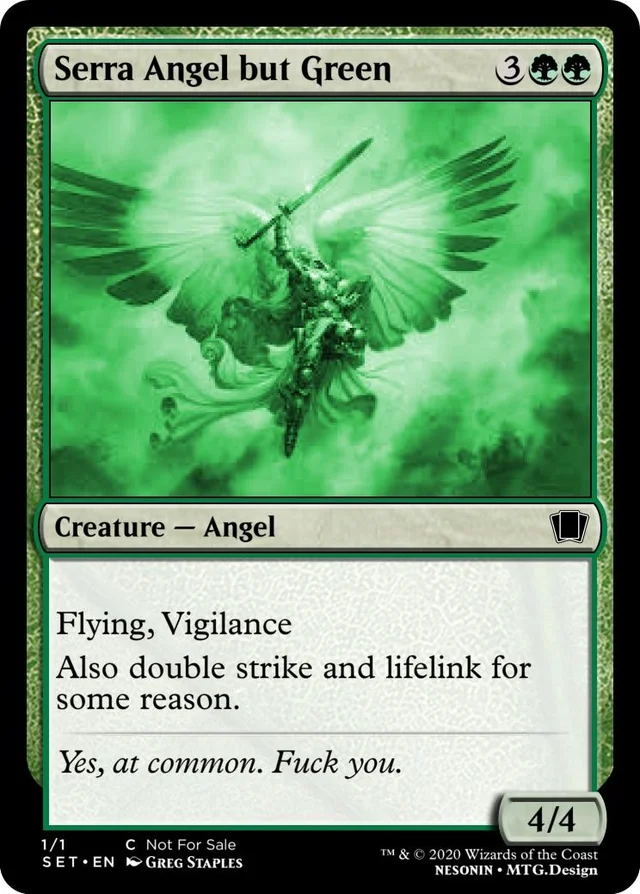 Serra Angel but Green 3
Creature — Angel
Flying, Vigilance
Also double strike and lifelink for
some reason.
Yes, at common. Fuck you.
4/4
1/1 C Not For Sale
SET • EN Greg Staples
™ & © 2020 Wizards of the Coast
NESONIN • MTG.Design